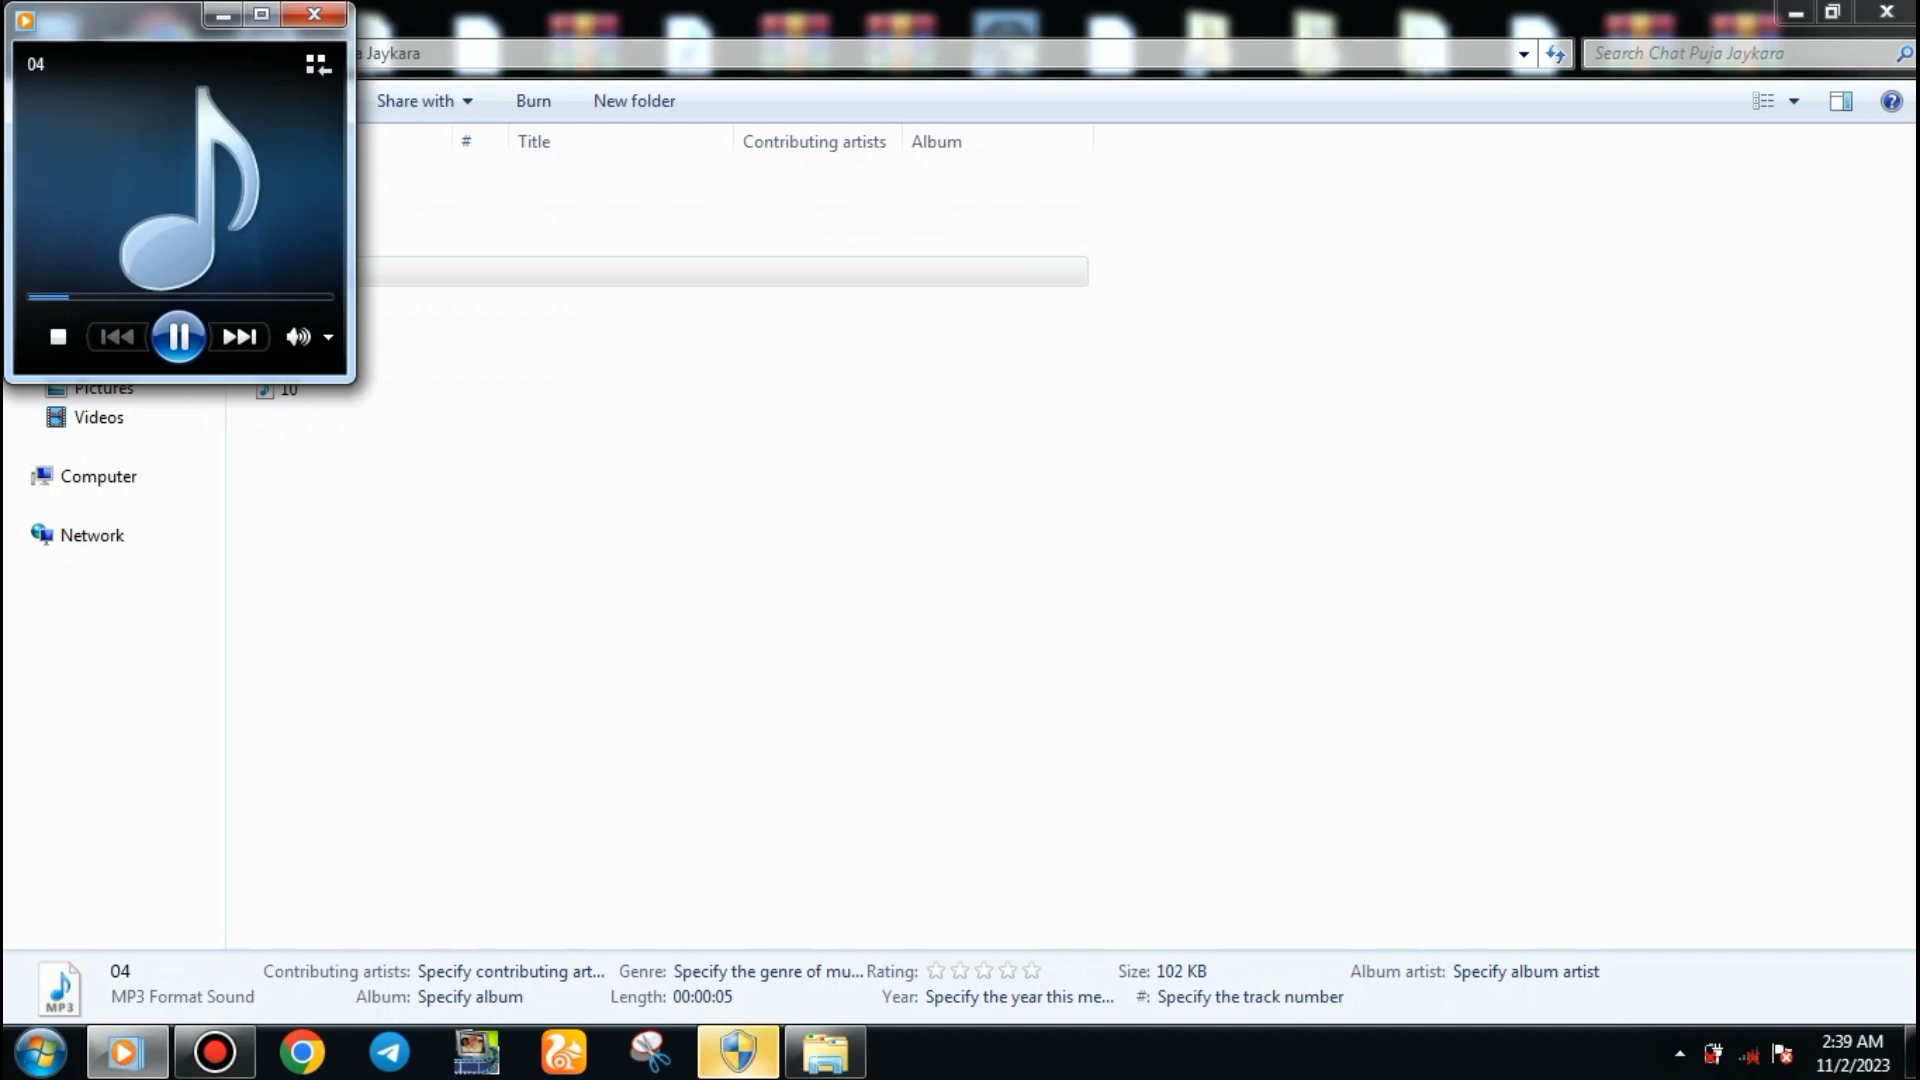 04
a Jaykara
Search Chat Puja Jaykara
Share with
Burn
New folder
#
Title
Contributing artists
Album
Pictures
10
Videos
Computer
Network
04
Contributing artists: Specify contributing art...
Genre: Specify the genre of mu...
Rating:
Size: 102 KB
Album artist: Specify album artist
MP3 Format Sound
Album: Specify album
Length: 00:00:05
Year: Specify the year this me...
#: Specify the track number
MP3
2:39 AM
11/2/2023